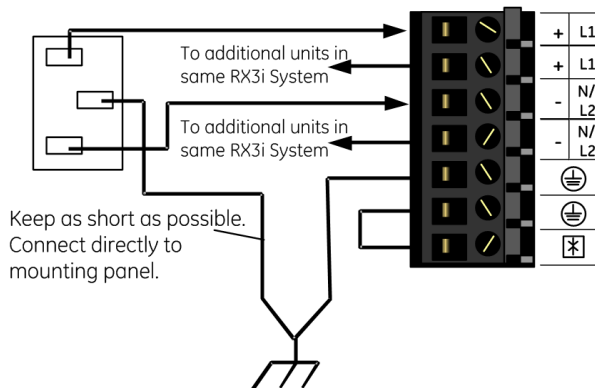 To additional units in
same RX3i System
To additional units in
same RX3i System
Keep as short as possible.
Connect directly to
mounting panel.
+ L1
+ L1
- N/
L2
- N/
L2